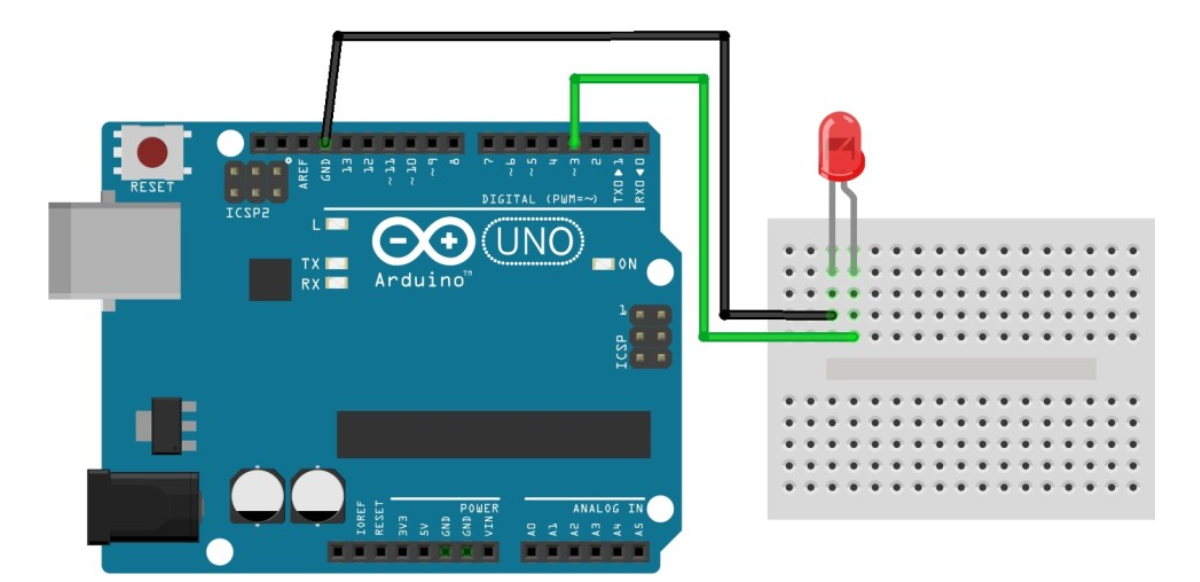 RESET
ICSP2
AREF
GND
13
12
~11
~10
~9
8
7
~6
~5
4
~3
2
TX0▶1
RX0◀0
DIGITAL (PWM=~)
L
TX
RX
UNO
Arduino™
ON
1
ICSP
POWER
ANALOG IN
IOREF
RESET
3V3
5V
GND
GND
VIN
A0
A1
A2
A3
A4
A5